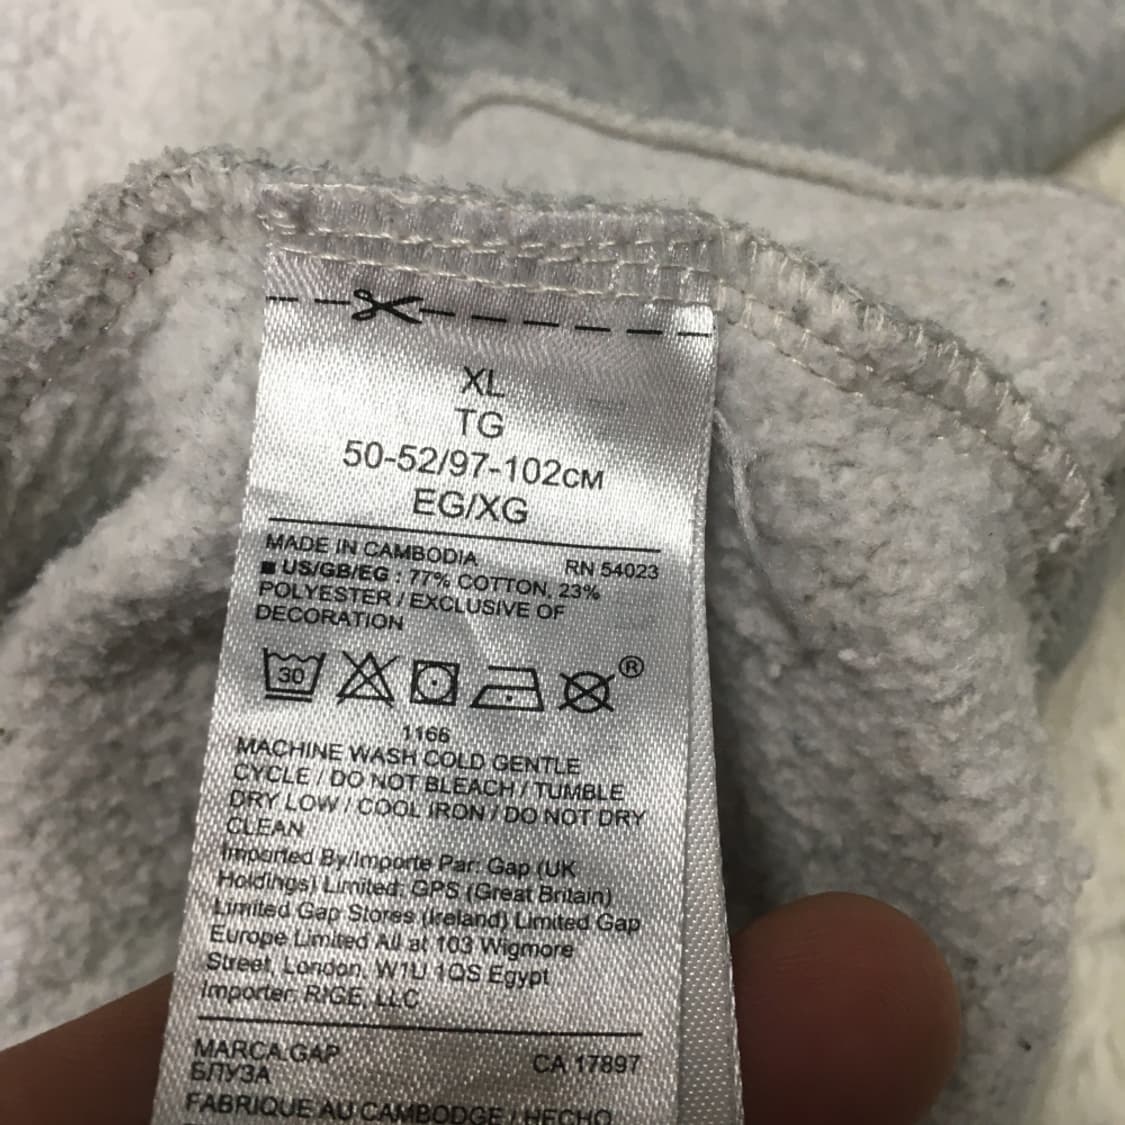 XL
TG
50-52/97-102CM
EG/XG
MADE IN CAMBODIA RN 54023
■ US/GB/EG : 77% COTTON, 23%
POLYESTER / EXCLUSIVE OF
DECORATION
30 ®
1166
MACHINE WASH COLD GENTLE
CYCLE / DO NOT BLEACH / TUMBLE
DRY LOW / COOL IRON / DO NOT DRY
CLEAN
Imported By/Importe Par: Gap (UK
Holdings) Limited; GPS (Great Britain)
Limited Gap Stores (Ireland) Limited Gap
Europe Limited All at 103 Wigmore
Street, London, W1U 1QS Egypt
Importer: RIGE, LLC
MARCA GAP CA 17897
БЛУЗА
FABRIQUE AU CAMBODGE / HECHO